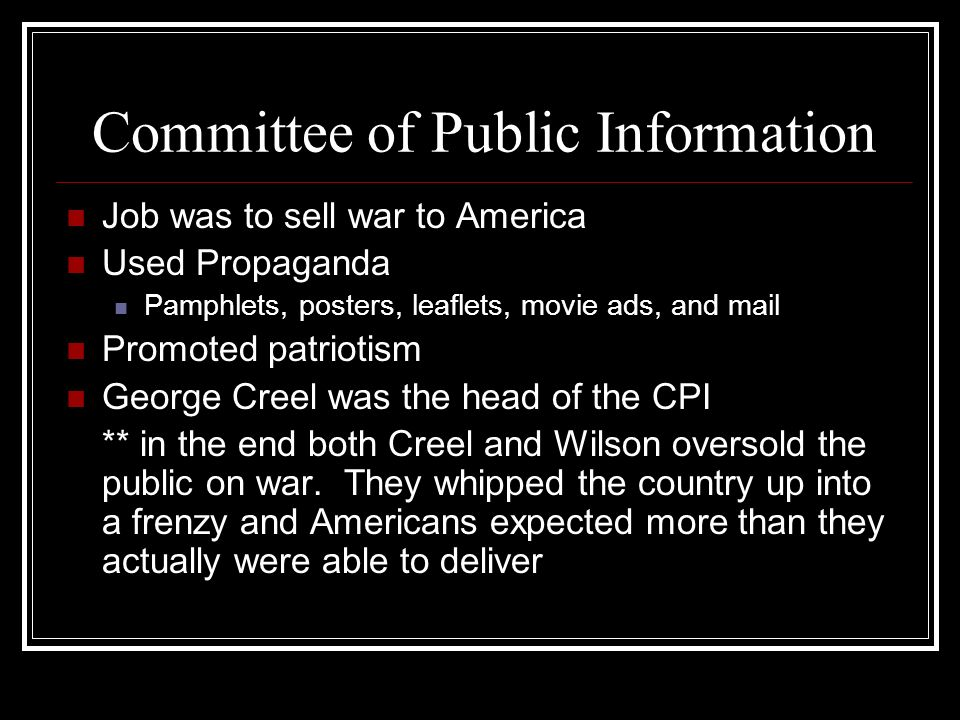 Committee of Public Information
Job was to sell war to America
Used Propaganda
Pamphlets, posters, leaflets, movie ads, and mail
Promoted patriotism
George Creel was the head of the CPI
** in the end both Creel and Wilson oversold the
public on war.  They whipped the country up into
a frenzy and Americans expected more than they
actually were able to deliver